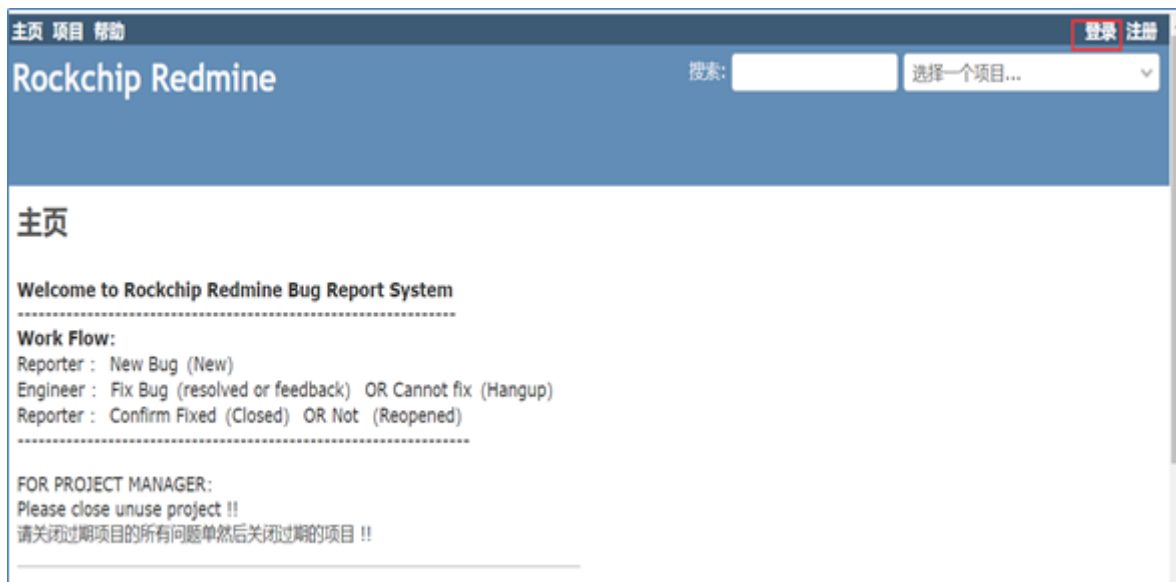 主页 项目 帮助 登录 注册
Rockchip Redmine 搜索: 选择一个项目...
主页
Welcome to Rockchip Redmine Bug Report System
---------------------------------------------------------------
Work Flow:
Reporter : New Bug (New)
Engineer : Fix Bug (resolved or feedback) OR Cannot fix (Hangup)
Reporter : Confirm Fixed (Closed) OR Not (Reopened)
-----------------------------------------------------------------
FOR PROJECT MANAGER:
Please close unuse project !!
请关闭过期项目的所有问题单然后关闭过期的项目 !!